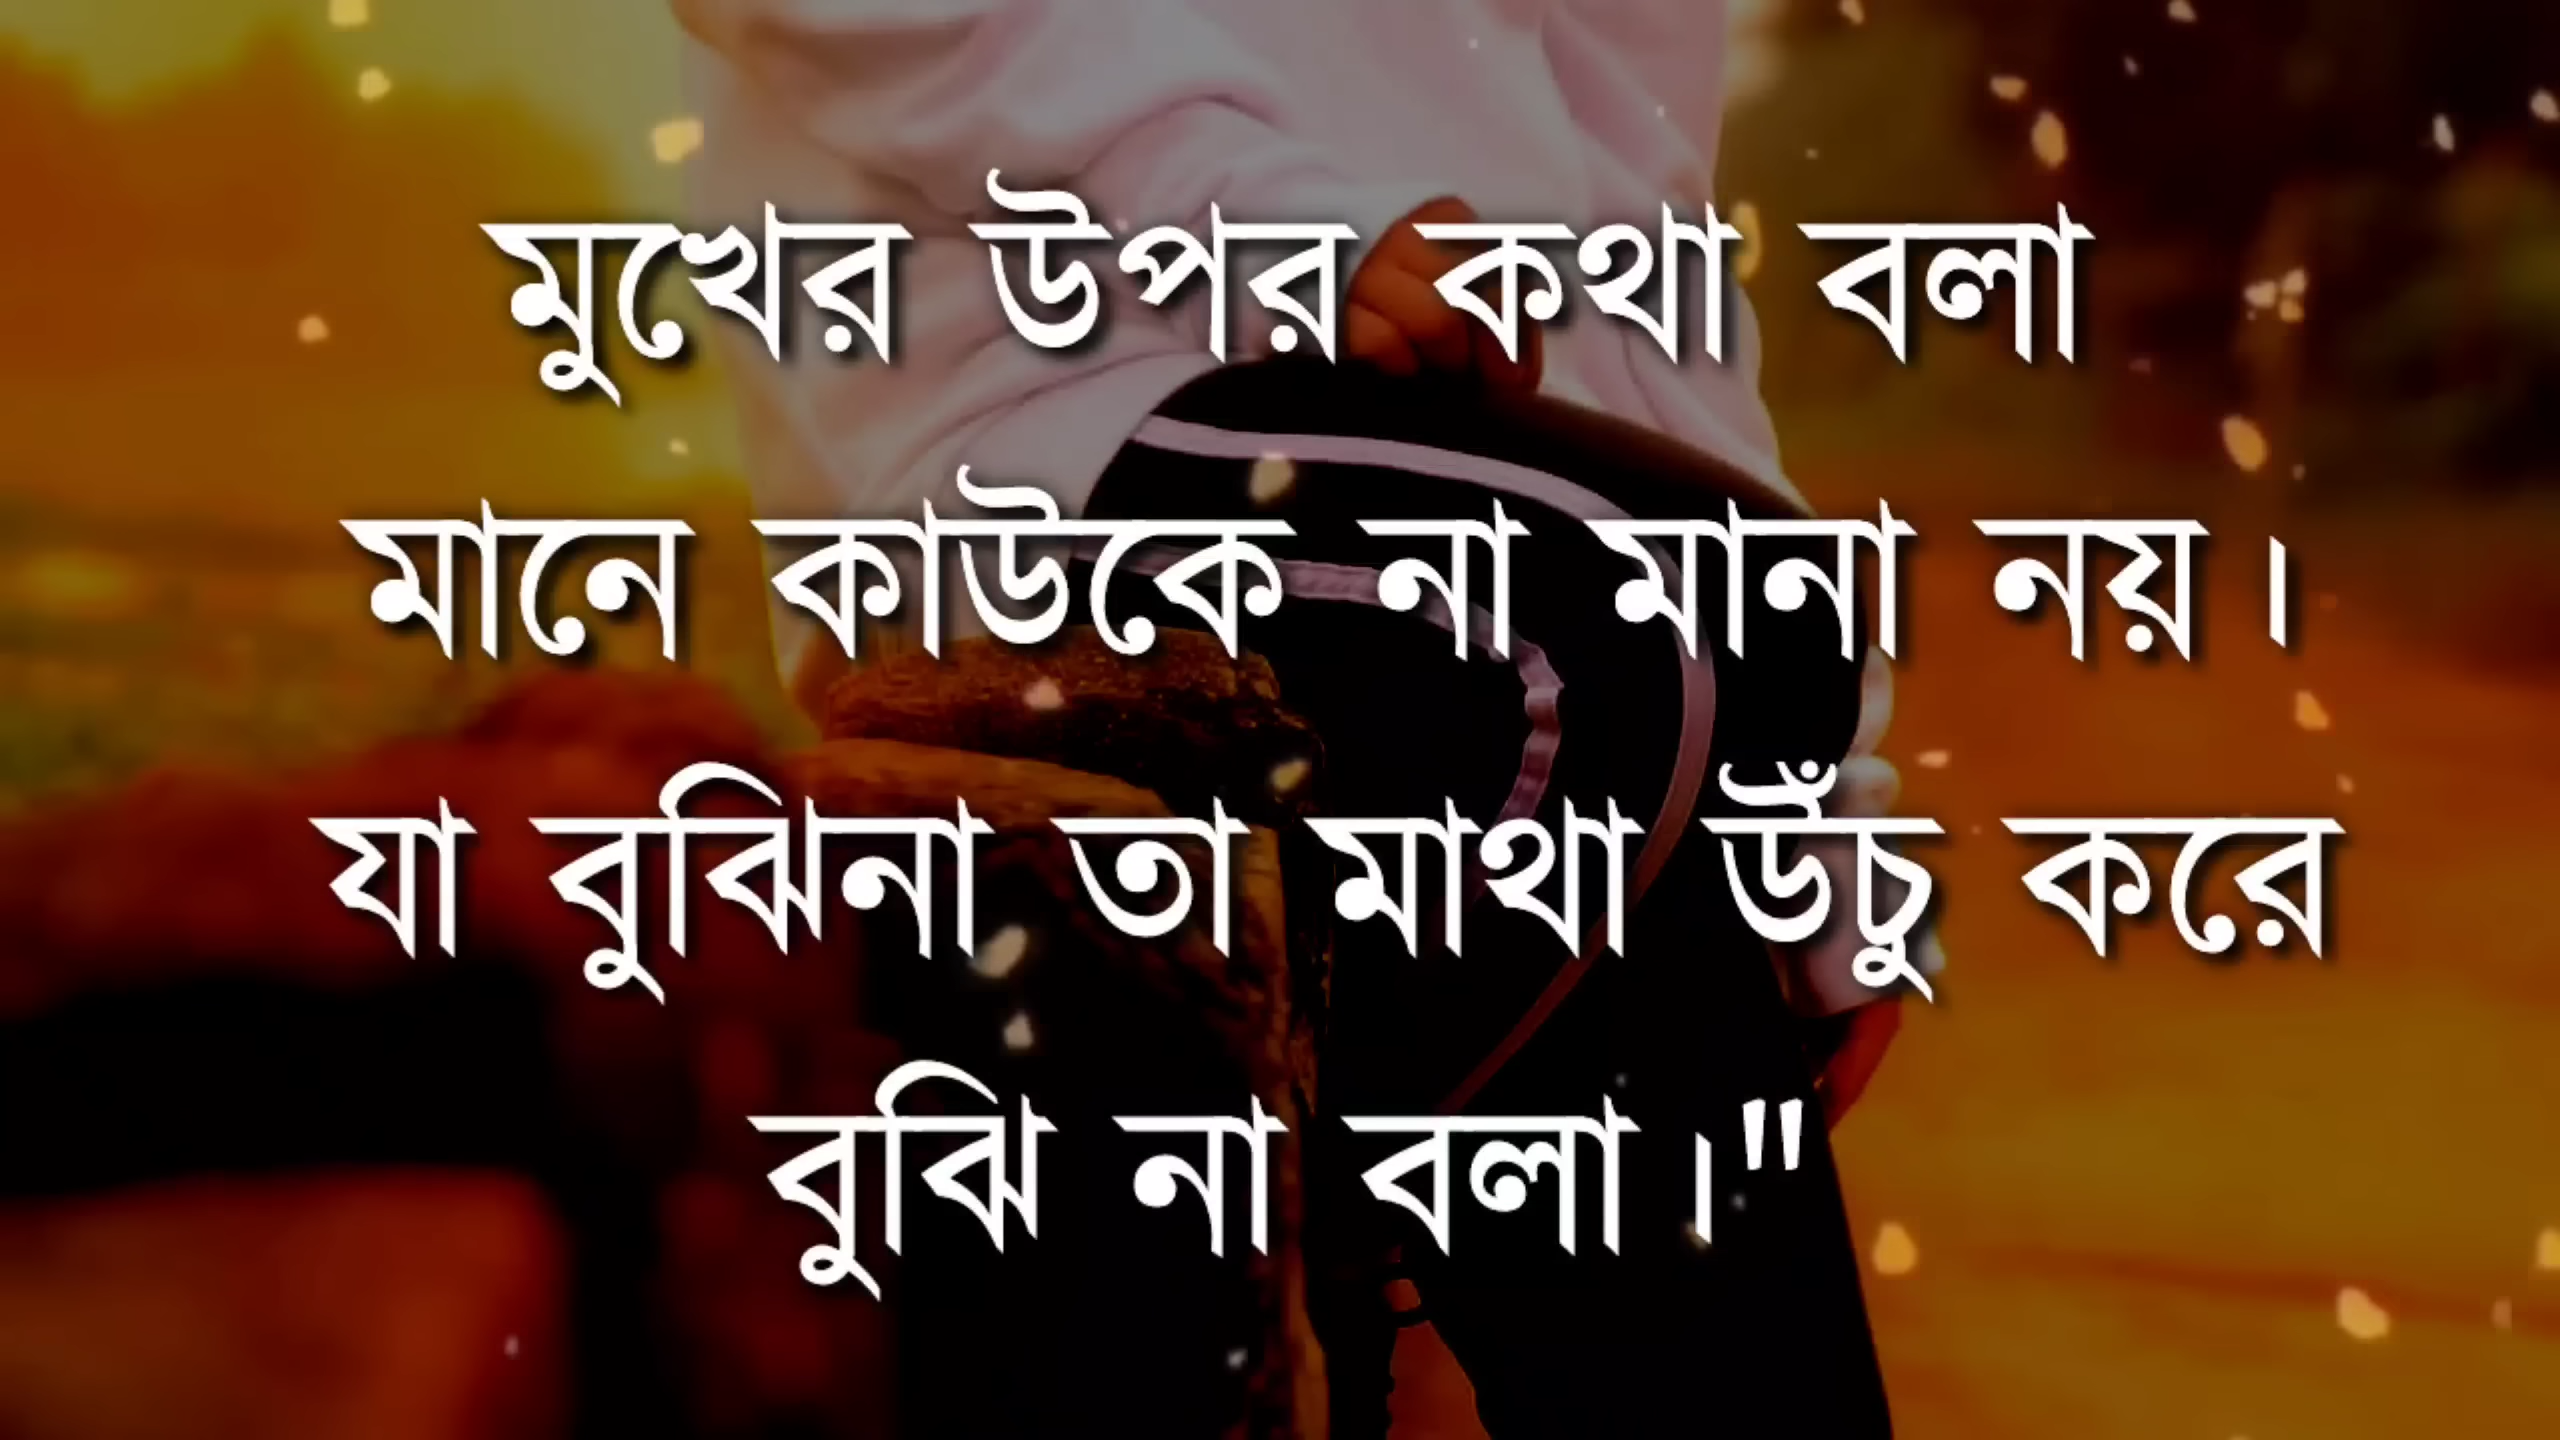 মুখের উপর কথা বলা
মানে কাউকে না মানা নয়।
যা বুঝিনা তা মাথা উঁচু করে
বুঝি না বলা।"